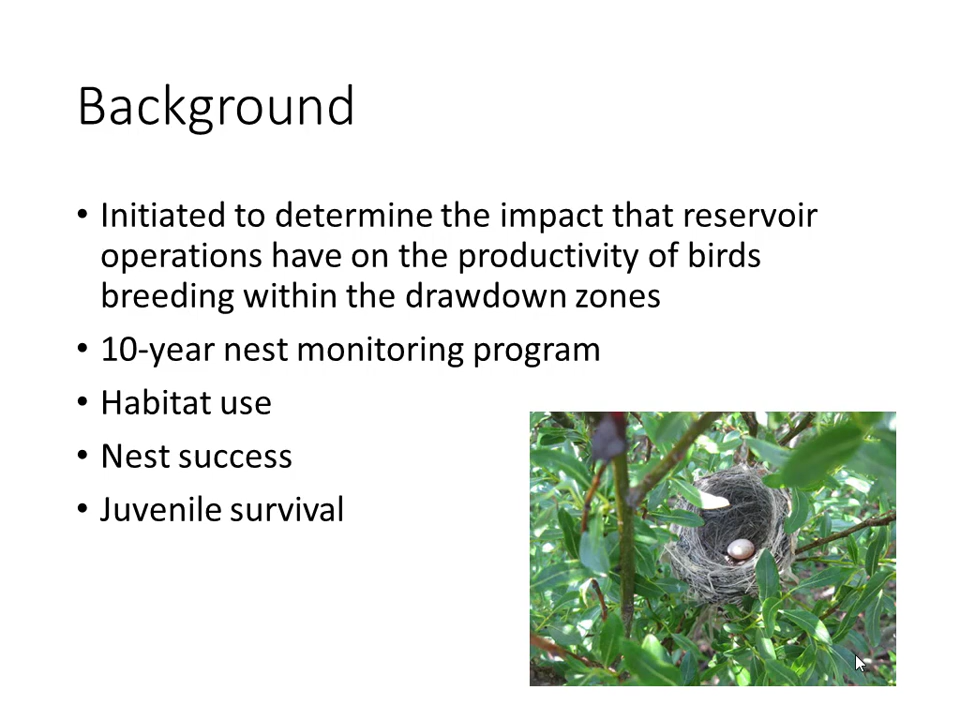 Background
• Initiated to determine the impact that reservoir
operations have on the productivity of birds
breeding within the drawdown zones
• 10-year nest monitoring program
• Habitat use
• Nest success
• Juvenile survival